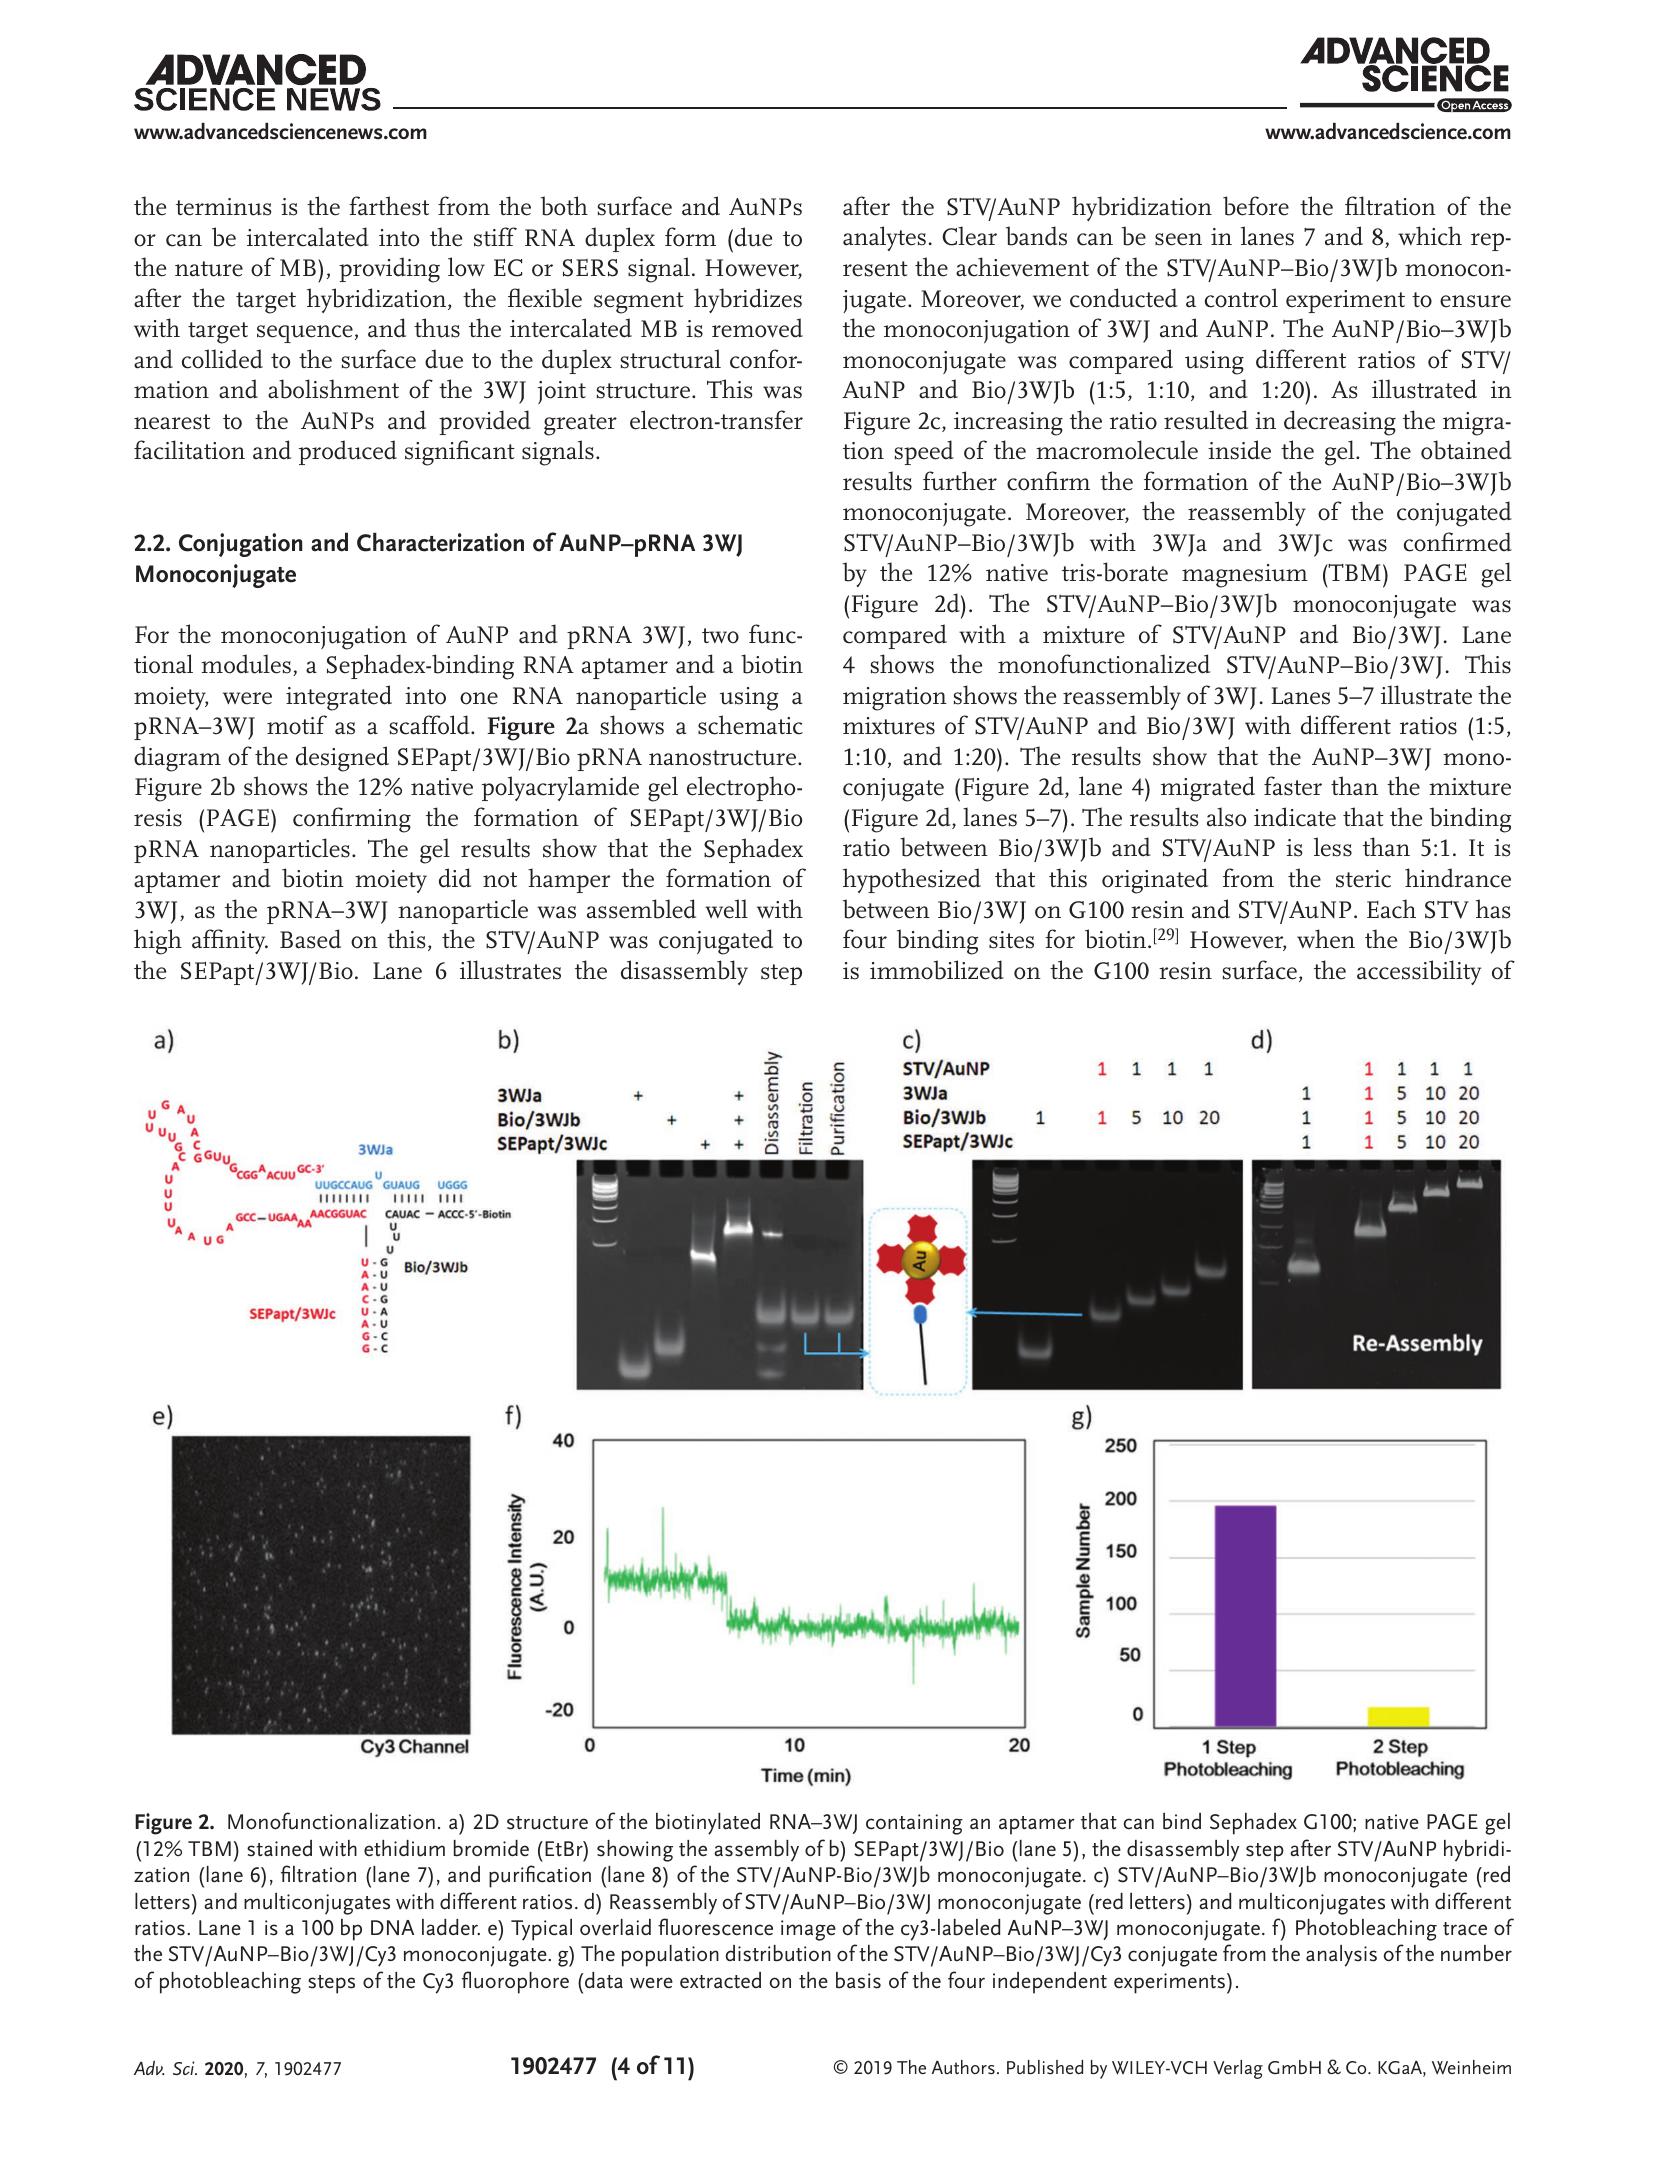 ADVANCED
SCIENCE NEWS
www.advancedsciencenews.com
ADVANCED
SCIENCE
Open Access
www.advancedscience.com
the terminus is the farthest from the both surface and AuNPs
or can be intercalated into the stiff RNA duplex form (due to
the nature of MB), providing low EC or SERS signal. However,
after the target hybridization, the flexible segment hybridizes
with target sequence, and thus the intercalated MB is removed
and collided to the surface due to the duplex structural confor-
mation and abolishment of the 3WJ joint structure. This was
nearest to the AuNPs and provided greater electron-transfer
facilitation and produced significant signals.
2.2. Conjugation and Characterization of AuNP–pRNA 3WJ
Monoconjugate
For the monoconjugation of AuNP and pRNA 3WJ, two func-
tional modules, a Sephadex-binding RNA aptamer and a biotin
moiety, were integrated into one RNA nanoparticle using a
pRNA–3WJ motif as a scaffold. Figure 2a shows a schematic
diagram of the designed SEPapt/3WJ/Bio pRNA nanostructure.
Figure 2b shows the 12% native polyacrylamide gel electropho-
resis (PAGE) confirming the formation of SEPapt/3WJ/Bio
pRNA nanoparticles. The gel results show that the Sephadex
aptamer and biotin moiety did not hamper the formation of
3WJ, as the pRNA–3WJ nanoparticle was assembled well with
high affinity. Based on this, the STV/AuNP was conjugated to
the SEPapt/3WJ/Bio. Lane 6 illustrates the disassembly step
after the STV/AuNP hybridization before the filtration of the
analytes. Clear bands can be seen in lanes 7 and 8, which rep-
resent the achievement of the STV/AuNP–Bio/3WJb monocon-
jugate. Moreover, we conducted a control experiment to ensure
the monoconjugation of 3WJ and AuNP. The AuNP/Bio–3WJb
monoconjugate was compared using different ratios of STV/
AuNP and Bio/3WJb (1:5, 1:10, and 1:20). As illustrated in
Figure 2c, increasing the ratio resulted in decreasing the migra-
tion speed of the macromolecule inside the gel. The obtained
results further confirm the formation of the AuNP/Bio–3WJb
monoconjugate. Moreover, the reassembly of the conjugated
STV/AuNP–Bio/3WJb with 3WJa and 3WJc was confirmed
by the 12% native tris-borate magnesium (TBM) PAGE gel
(Figure 2d). The STV/AuNP–Bio/3WJb monoconjugate was
compared with a mixture of STV/AuNP and Bio/3WJ. Lane
4 shows the monofunctionalized STV/AuNP–Bio/3WJ. This
migration shows the reassembly of 3WJ. Lanes 5–7 illustrate the
mixtures of STV/AuNP and Bio/3WJ with different ratios (1:5,
1:10, and 1:20). The results show that the AuNP–3WJ mono-
conjugate (Figure 2d, lane 4) migrated faster than the mixture
(Figure 2d, lanes 5–7). The results also indicate that the binding
ratio between Bio/3WJb and STV/AuNP is less than 5:1. It is
hypothesized that this originated from the steric hindrance
between Bio/3WJ on G100 resin and STV/AuNP. Each STV has
four binding sites for biotin.[29] However, when the Bio/3WJb
is immobilized on the G100 resin surface, the accessibility of
a)
3WJa
UUGCCAUG U GUAUG UGGG
AACGGUAC CAUAC – ACCC-5'-Biotin
Bio/3WJb
SEPapt/3WJc
U - G
A - U
A - U
C - G
U - A
A - U
G - C
G - C
b)
3WJa + +
Bio/3WJb + +
SEPapt/3WJc + +
Disassembly
Filtration
Purification
Au
c)
STV/AuNP 1 1 1 1
3WJa
Bio/3WJb 1 1 5 10 20
SEPapt/3WJc
d)
1 1 1 1
1 1 5 10 20
1 1 5 10 20
1 1 5 10 20
Re-Assembly
e)
Cy3 Channel
f)
40
20
0
-20
Fluorescence Intensity
(A.U.)
0 10 20
Time (min)
g)
250
200
150
100
50
0
Sample Number
1 Step 2 Step
Photobleaching Photobleaching
Figure 2. Monofunctionalization. a) 2D structure of the biotinylated RNA–3WJ containing an aptamer that can bind Sephadex G100; native PAGE gel
(12% TBM) stained with ethidium bromide (EtBr) showing the assembly of b) SEPapt/3WJ/Bio (lane 5), the disassembly step after STV/AuNP hybridi-
zation (lane 6), filtration (lane 7), and purification (lane 8) of the STV/AuNP-Bio/3WJb monoconjugate. c) STV/AuNP–Bio/3WJb monoconjugate (red
letters) and multiconjugates with different ratios. d) Reassembly of STV/AuNP–Bio/3WJ monoconjugate (red letters) and multiconjugates with different
ratios. Lane 1 is a 100 bp DNA ladder. e) Typical overlaid fluorescence image of the cy3-labeled AuNP–3WJ monoconjugate. f) Photobleaching trace of
the STV/AuNP–Bio/3WJ/Cy3 monoconjugate. g) The population distribution of the STV/AuNP–Bio/3WJ/Cy3 conjugate from the analysis of the number
of photobleaching steps of the Cy3 fluorophore (data were extracted on the basis of the four independent experiments).
Adv. Sci. 2020, 7, 1902477
1902477 (4 of 11)
© 2019 The Authors. Published by WILEY-VCH Verlag GmbH & Co. KGaA, Weinheim